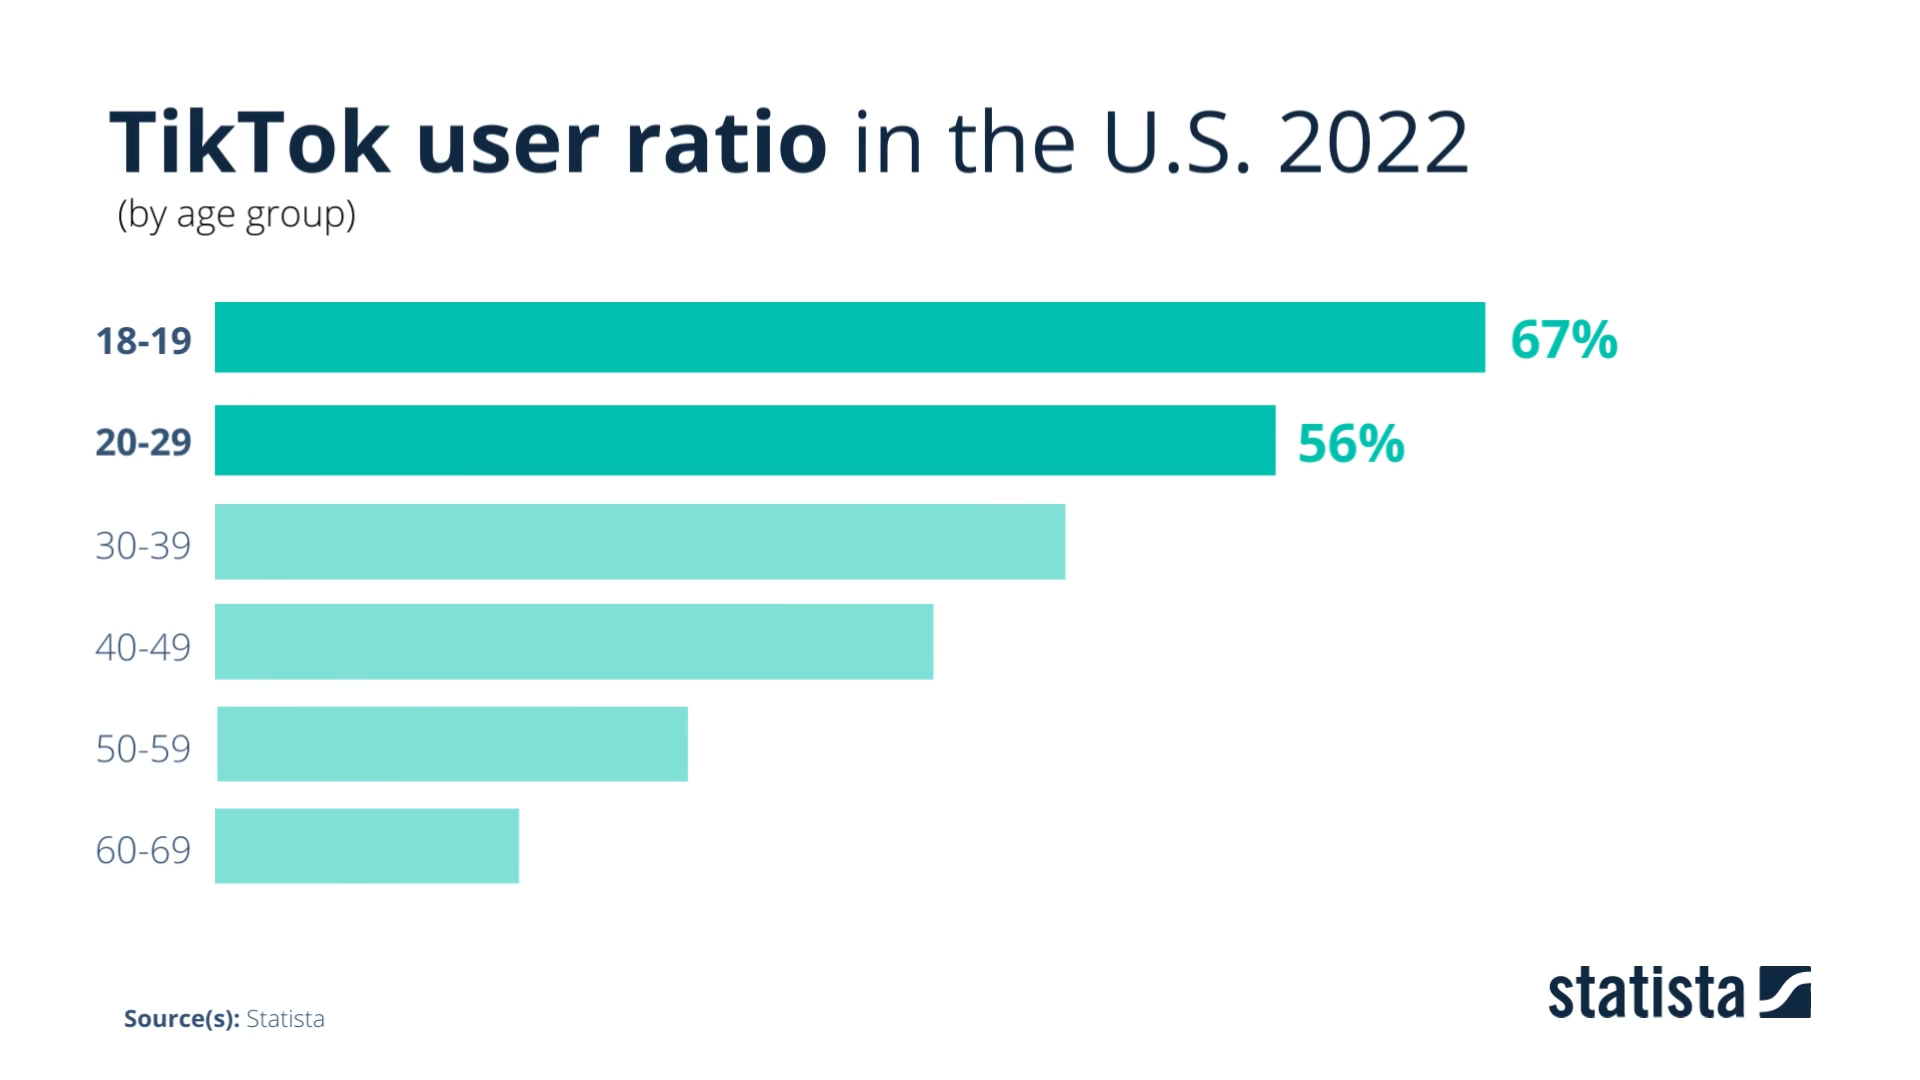 TikTok user ratio in the U.S. 2022
(by age group)
18-19 67%
20-29 56%
30-39
40-49
50-59
60-69
Source(s): Statista
statista